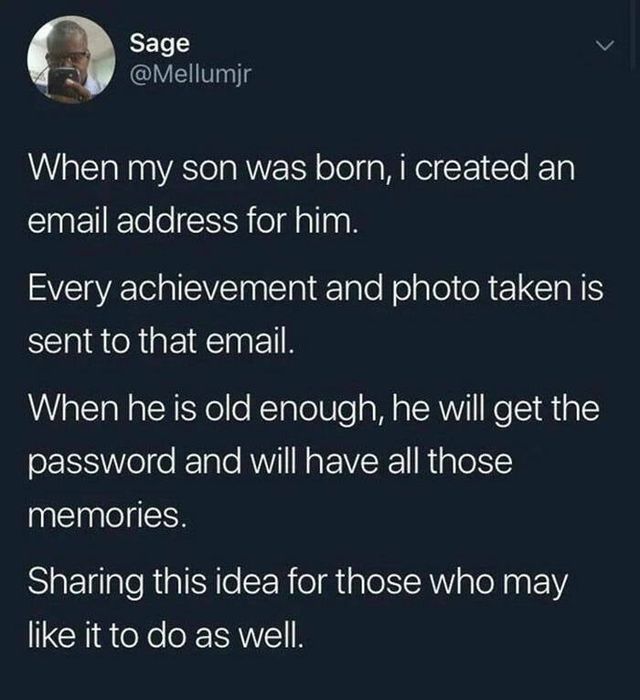 Sage
@Mellumjr
When my son was born, i created an
email address for him.
Every achievement and photo taken is
sent to that email.
When he is old enough, he will get the
password and will have all those
memories.
Sharing this idea for those who may
like it to do as well.